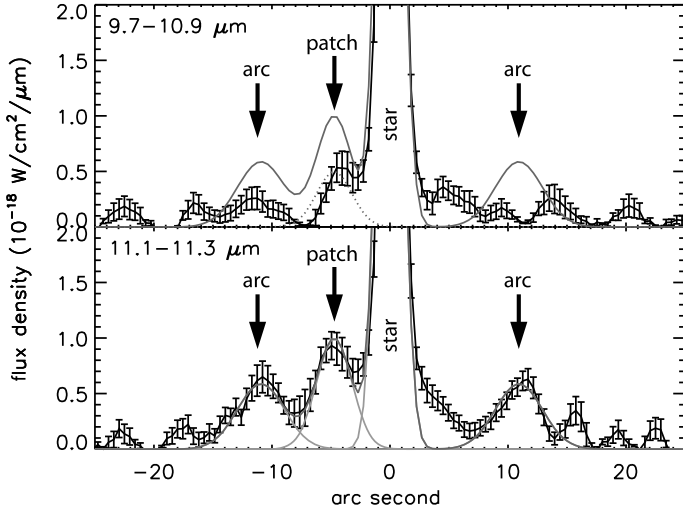 2.0
9.7−10.9 μm
patch
arc
arc
1.5
1.0
star
0.5
0.0
flux density (10⁻¹⁸ W/cm²/μm)
2.0
11.1−11.3 μm
patch
arc
arc
1.5
1.0
star
0.5
0.0
−20 −10 0 10 20
arc second